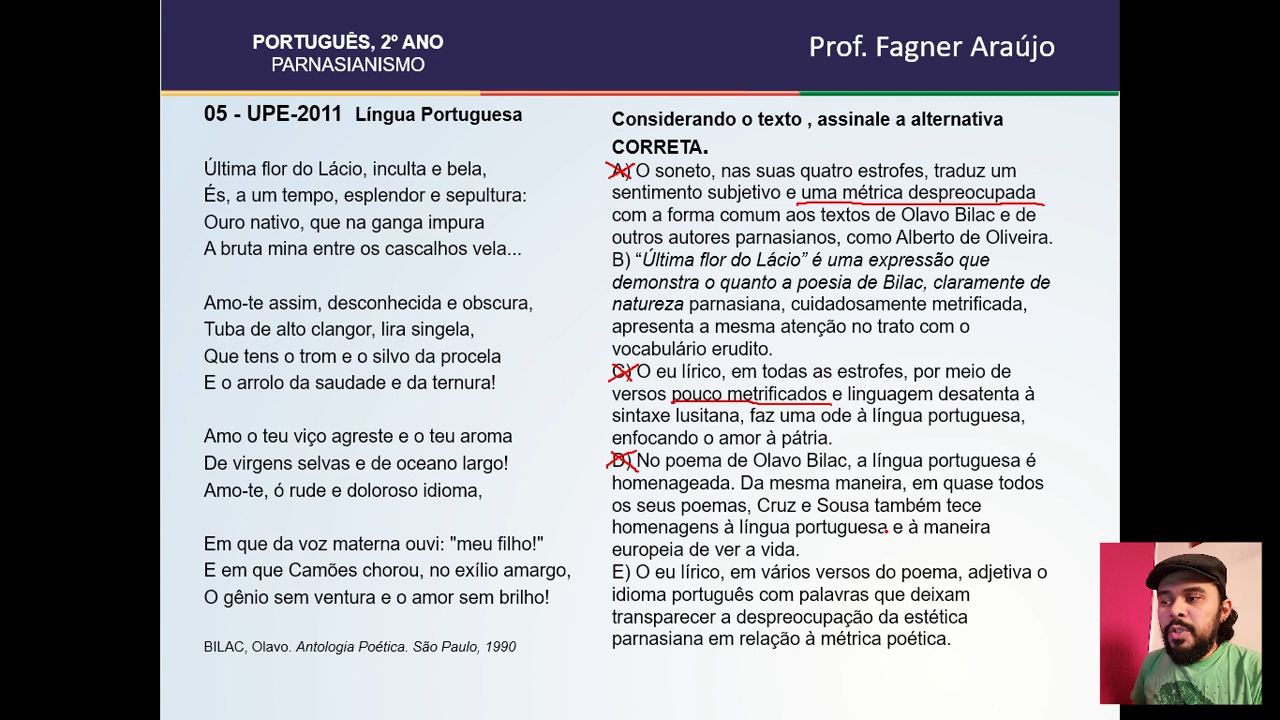 PORTUGUÊS, 2º ANO
PARNASIANISMO
Prof. Fagner Araújo
05 - UPE-2011 Língua Portuguesa
Última flor do Lácio, inculta e bela,
És, a um tempo, esplendor e sepultura:
Ouro nativo, que na ganga impura
A bruta mina entre os cascalhos vela...
Amo-te assim, desconhecida e obscura,
Tuba de alto clangor, lira singela,
Que tens o trom e o silvo da procela
E o arrolo da saudade e da ternura!
Amo o teu viço agreste e o teu aroma
De virgens selvas e de oceano largo!
Amo-te, ó rude e doloroso idioma,
Em que da voz materna ouvi: "meu filho!"
E em que Camões chorou, no exílio amargo,
O gênio sem ventura e o amor sem brilho!
BILAC, Olavo. Antologia Poética. São Paulo, 1990
Considerando o texto , assinale a alternativa
CORRETA.
A) O soneto, nas suas quatro estrofes, traduz um
sentimento subjetivo e uma métrica despreocupada
com a forma comum aos textos de Olavo Bilac e de
outros autores parnasianos, como Alberto de Oliveira.
B) “Última flor do Lácio” é uma expressão que
demonstra o quanto a poesia de Bilac, claramente de
natureza parnasiana, cuidadosamente metrificada,
apresenta a mesma atenção no trato com o
vocabulário erudito.
C) O eu lírico, em todas as estrofes, por meio de
versos pouco metrificados e linguagem desatenta à
sintaxe lusitana, faz uma ode à língua portuguesa,
enfocando o amor à pátria.
D) No poema de Olavo Bilac, a língua portuguesa é
homenageada. Da mesma maneira, em quase todos
os seus poemas, Cruz e Sousa também tece
homenagens à língua portuguesa e à maneira
europeia de ver a vida.
E) O eu lírico, em vários versos do poema, adjetiva o
idioma português com palavras que deixam
transparecer a despreocupação da estética
parnasiana em relação à métrica poética.